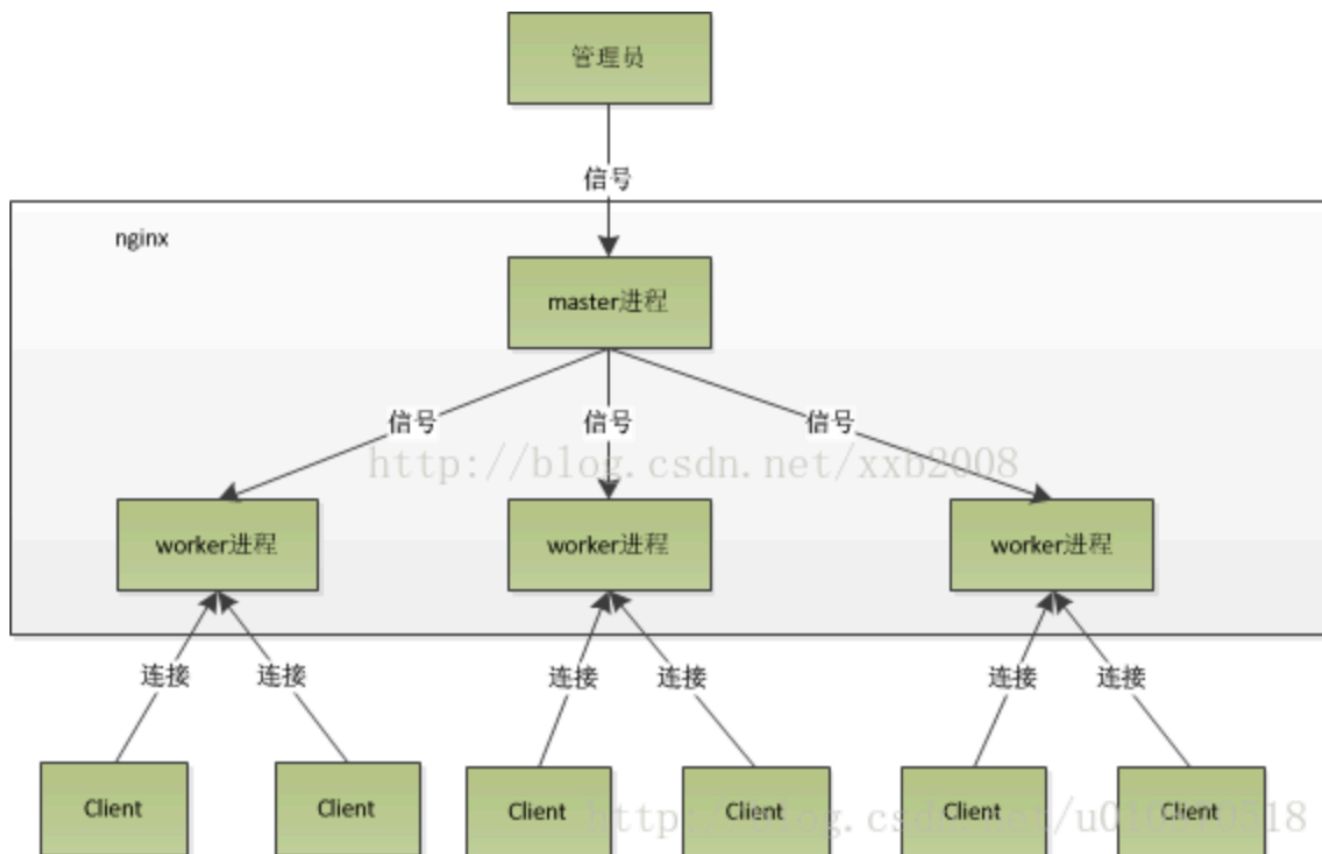 管理员
信号
nginx
master进程
信号 信号 信号
http://blog.csdn.net/xxb2008
worker进程 worker进程 worker进程
连接 连接 连接 连接 连接 连接
Client Client Client Client Client Client